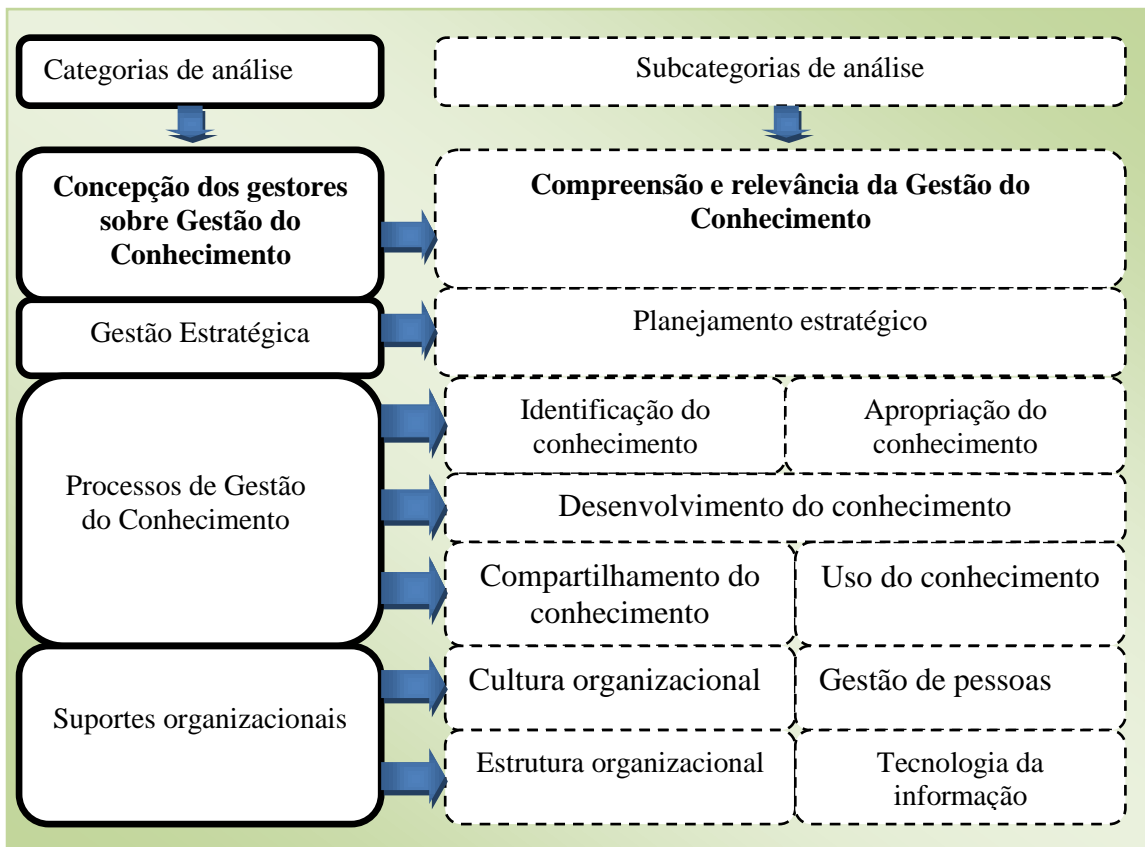 Categorias de análise
Subcategorias de análise
Concepção dos gestores
sobre Gestão do
Conhecimento
Compreensão e relevância da Gestão do
Conhecimento
Gestão Estratégica
Planejamento estratégico
Processos de Gestão
do Conhecimento
Identificação do
conhecimento
Apropriação do
conhecimento
Desenvolvimento do conhecimento
Compartilhamento do
conhecimento
Uso do conhecimento
Suportes organizacionais
Cultura organizacional
Gestão de pessoas
Estrutura organizacional
Tecnologia da
informação